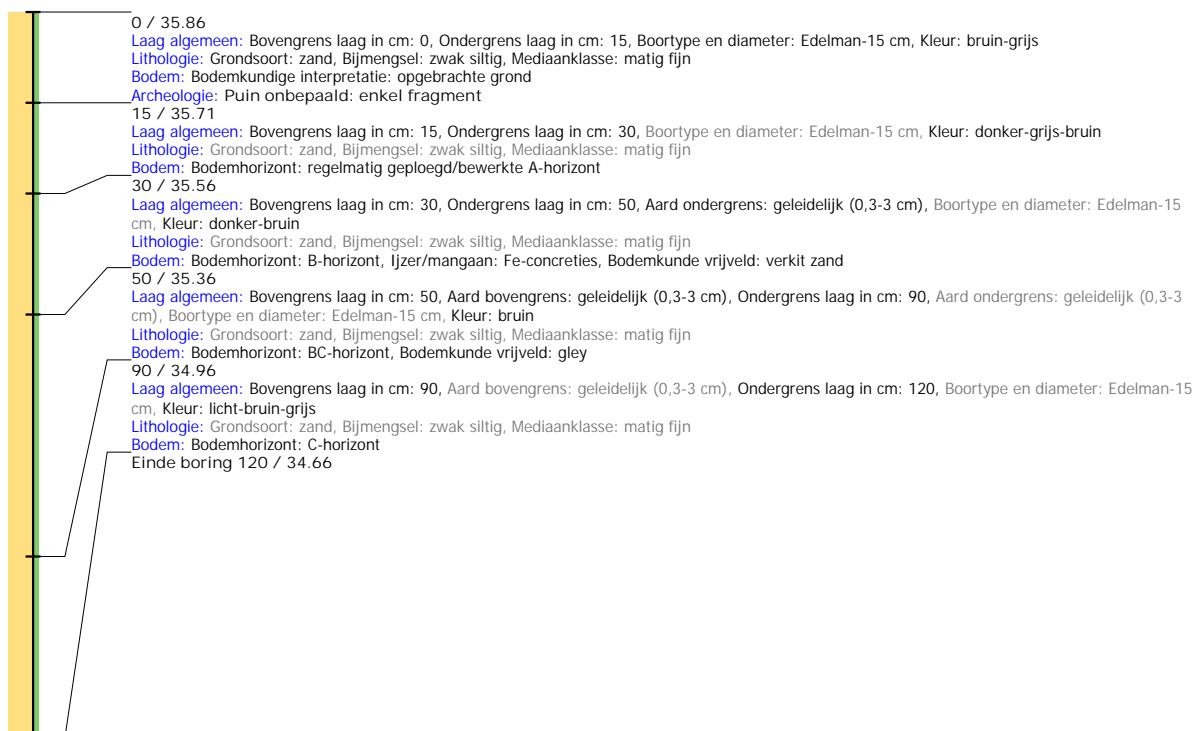 0 / 35.86
Laag algemeen: Bovengrens laag in cm: 0, Ondergrens laag in cm: 15, Boortype en diameter: Edelman-15 cm, Kleur: bruin-grijs
Lithologie: Grondsoort: zand, Bijmengsel: zwak siltig, Mediaanklasse: matig fijn
Bodem: Bodemkundige interpretatie: opgebrachte grond
Archeologie: Puin onbepaald: enkel fragment
15 / 35.71
Laag algemeen: Bovengrens laag in cm: 15, Ondergrens laag in cm: 30, Boortype en diameter: Edelman-15 cm, Kleur: donker-grijs-bruin
Lithologie: Grondsoort: zand, Bijmengsel: zwak siltig, Mediaanklasse: matig fijn
Bodem: Bodemhorizont: regelmatig geploegd/bewerkte A-horizont
30 / 35.56
Laag algemeen: Bovengrens laag in cm: 30, Ondergrens laag in cm: 50, Aard ondergrens: geleidelijk (0,3-3 cm), Boortype en diameter: Edelman-15
cm, Kleur: donker-bruin
Lithologie: Grondsoort: zand, Bijmengsel: zwak siltig, Mediaanklasse: matig fijn
Bodem: Bodemhorizont: B-horizont, Ijzer/mangaan: Fe-concreties, Bodemkunde vrijveld: verkit zand
50 / 35.36
Laag algemeen: Bovengrens laag in cm: 50, Aard bovengrens: geleidelijk (0,3-3 cm), Ondergrens laag in cm: 90, Aard ondergrens: geleidelijk (0,3-3
cm), Boortype en diameter: Edelman-15 cm, Kleur: bruin
Lithologie: Grondsoort: zand, Bijmengsel: zwak siltig, Mediaanklasse: matig fijn
Bodem: Bodemhorizont: BC-horizont, Bodemkunde vrijveld: gley
90 / 34.96
Laag algemeen: Bovengrens laag in cm: 90, Aard bovengrens: geleidelijk (0,3-3 cm), Ondergrens laag in cm: 120, Boortype en diameter: Edelman-15
cm, Kleur: licht-bruin-grijs
Lithologie: Grondsoort: zand, Bijmengsel: zwak siltig, Mediaanklasse: matig fijn
Bodem: Bodemhorizont: C-horizont
Einde boring 120 / 34.66